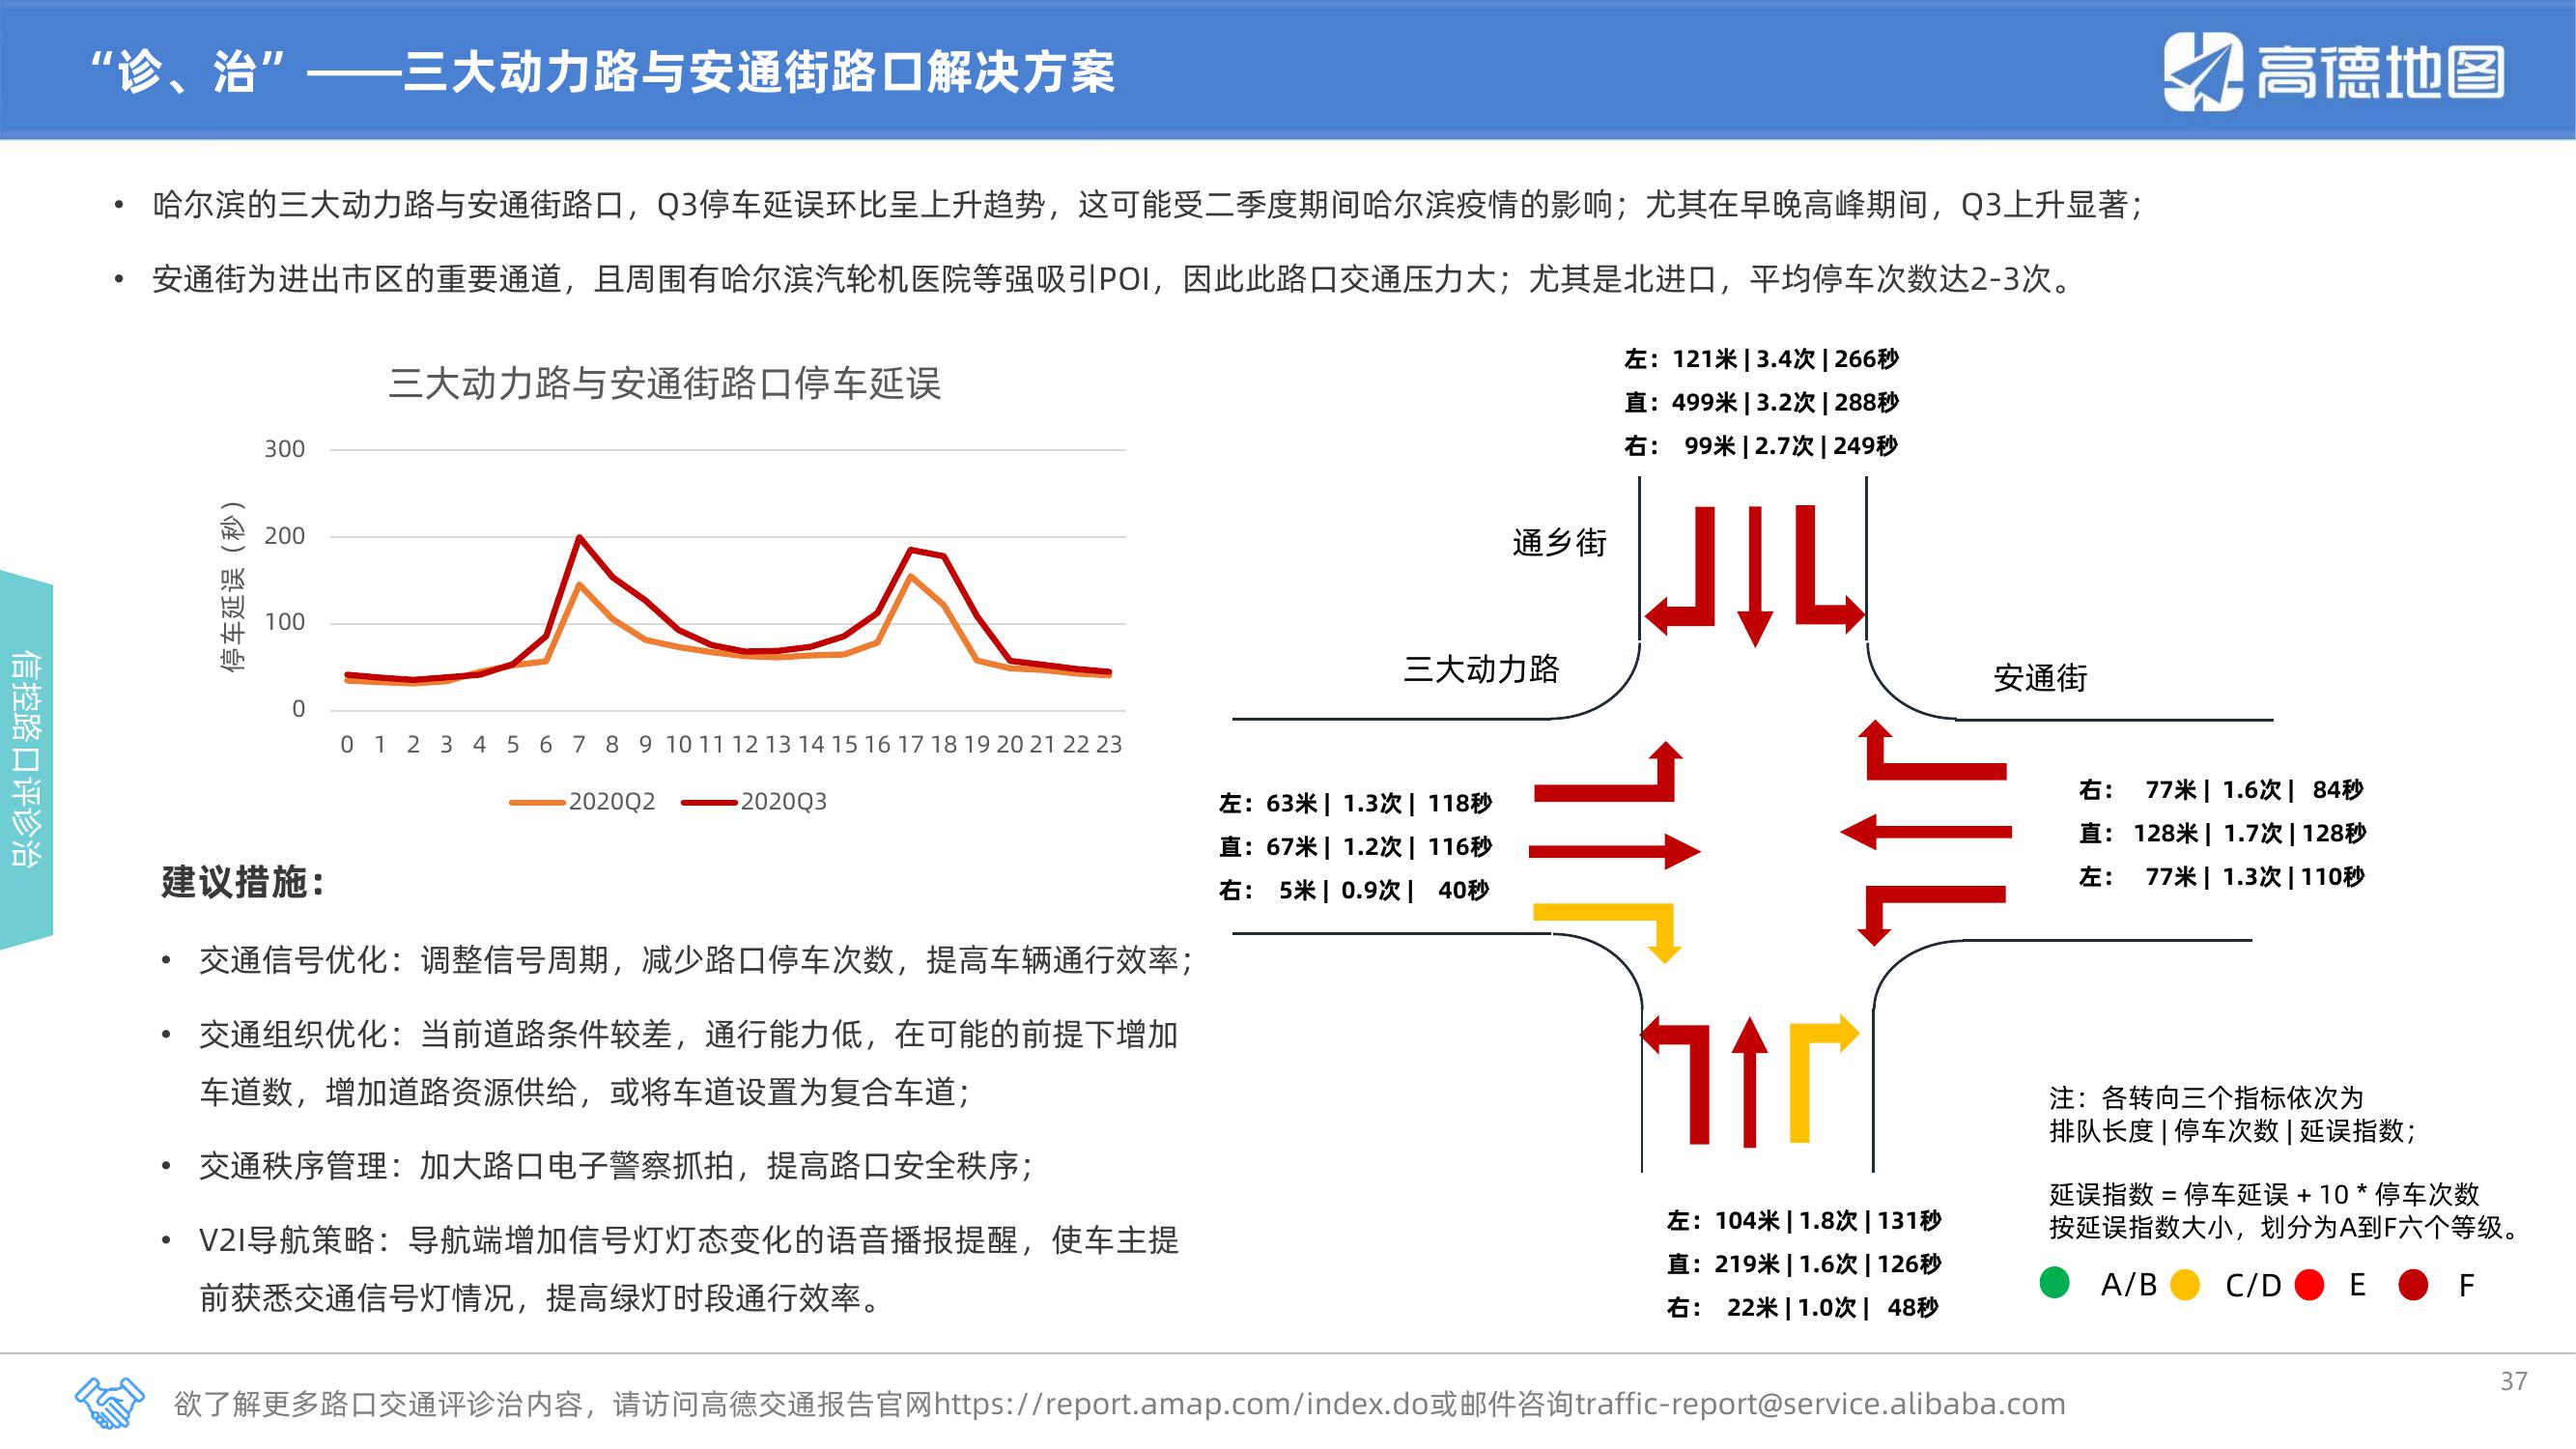 “诊、治”——三大动力路与安通街路口解决方案
高德地图
• 哈尔滨的三大动力路与安通街路口，Q3停车延误环比呈上升趋势，这可能受二季度期间哈尔滨疫情的影响；尤其在早晚高峰期间，Q3上升显著；
• 安通街为进出市区的重要通道，且周围有哈尔滨汽轮机医院等强吸引POI，因此此路口交通压力大；尤其是北进口，平均停车次数达2-3次。
三大动力路与安通街路口停车延误
停车延误（秒）
300
200
100
0
0 1 2 3 4 5 6 7 8 9 10 11 12 13 14 15 16 17 18 19 20 21 22 23
2020Q2 2020Q3
建议措施：
• 交通信号优化：调整信号周期，减少路口停车次数，提高车辆通行效率；
• 交通组织优化：当前道路条件较差，通行能力低，在可能的前提下增加
车道数，增加道路资源供给，或将车道设置为复合车道；
• 交通秩序管理：加大路口电子警察抓拍，提高路口安全秩序；
• V2I导航策略：导航端增加信号灯灯态变化的语音播报提醒，使车主提
前获悉交通信号灯情况，提高绿灯时段通行效率。
左：121米 | 3.4次 | 266秒
直：499米 | 3.2次 | 288秒
右： 99米 | 2.7次 | 249秒
通乡街
三大动力路
安通街
左：63米 | 1.3次 | 118秒
直：67米 | 1.2次 | 116秒
右： 5米 | 0.9次 | 40秒
右： 77米 | 1.6次 | 84秒
直：128米 | 1.7次 | 128秒
左： 77米 | 1.3次 | 110秒
左：104米 | 1.8次 | 131秒
直：219米 | 1.6次 | 126秒
右： 22米 | 1.0次 | 48秒
注：各转向三个指标依次为
排队长度 | 停车次数 | 延误指数；
延误指数 = 停车延误 + 10 * 停车次数
按延误指数大小，划分为A到F六个等级。
A/B C/D E F
信控路口评诊治
欲了解更多路口交通评诊治内容，请访问高德交通报告官网https://report.amap.com/index.do或邮件咨询traffic-report@service.alibaba.com
37